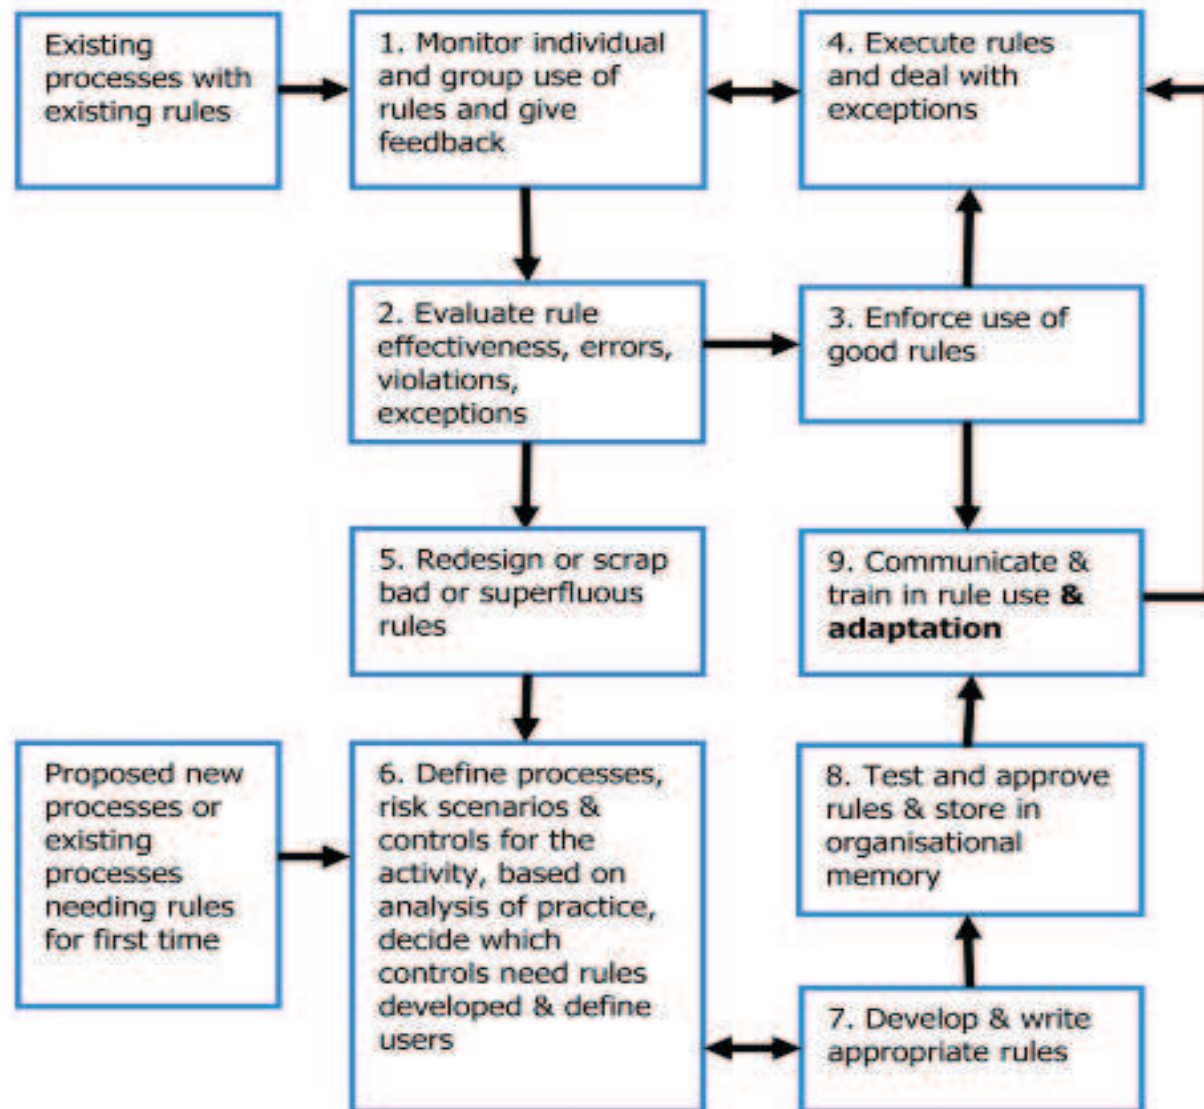 Existing
processes with
existing rules
1. Monitor individual
and group use of
rules and give
feedback
4. Execute rules
and deal with
exceptions
2. Evaluate rule
effectiveness, errors,
violations,
exceptions
3. Enforce use of
good rules
5. Redesign or scrap
bad or superfluous
rules
9. Communicate &
train in rule use &
adaptation
Proposed new
processes or
existing
processes
needing rules
for first time
6. Define processes,
risk scenarios &
controls for the
activity, based on
analysis of practice,
decide which
controls need rules
developed & define
users
8. Test and approve
rules & store in
organisational
memory
7. Develop & write
appropriate rules